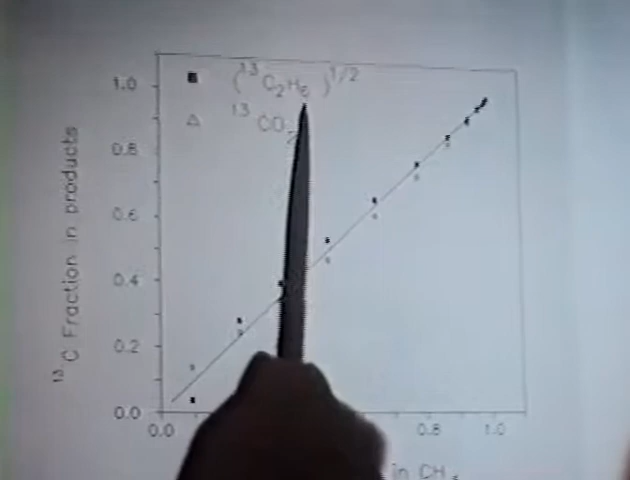 (¹³C₂H₆)^1/2
¹³CO₂
1.0
0.8
0.6
0.4
0.2
0.0
¹³C Fraction in products
0.0
0.8
1.0
in CH